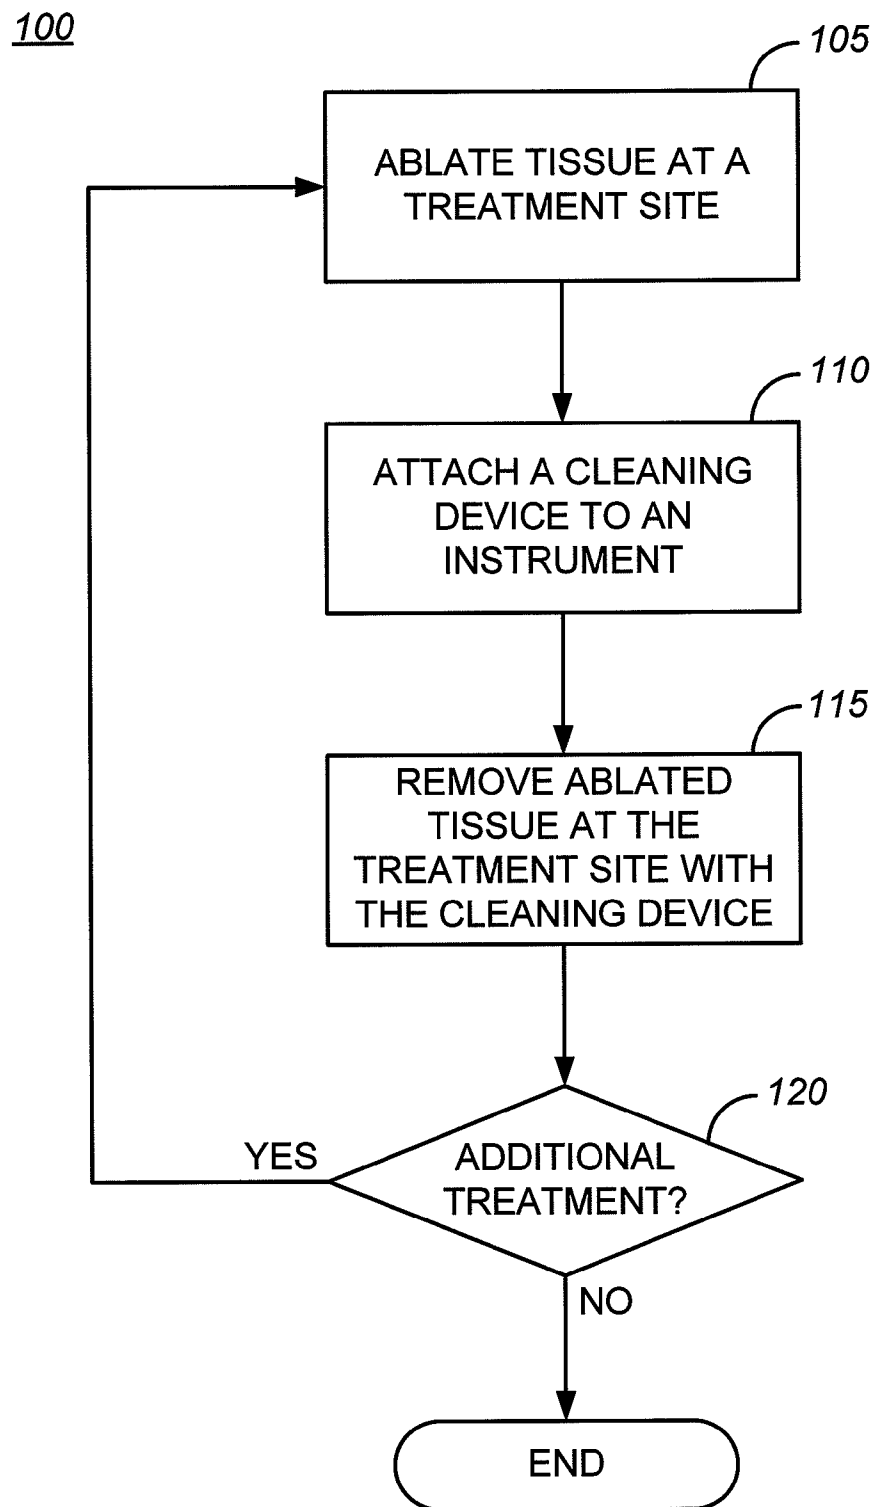 100
105
ABLATE TISSUE AT A
TREATMENT SITE
110
ATTACH A CLEANING
DEVICE TO AN
INSTRUMENT
115
REMOVE ABLATED
TISSUE AT THE
TREATMENT SITE WITH
THE CLEANING DEVICE
120
YES
ADDITIONAL
TREATMENT?
NO
END